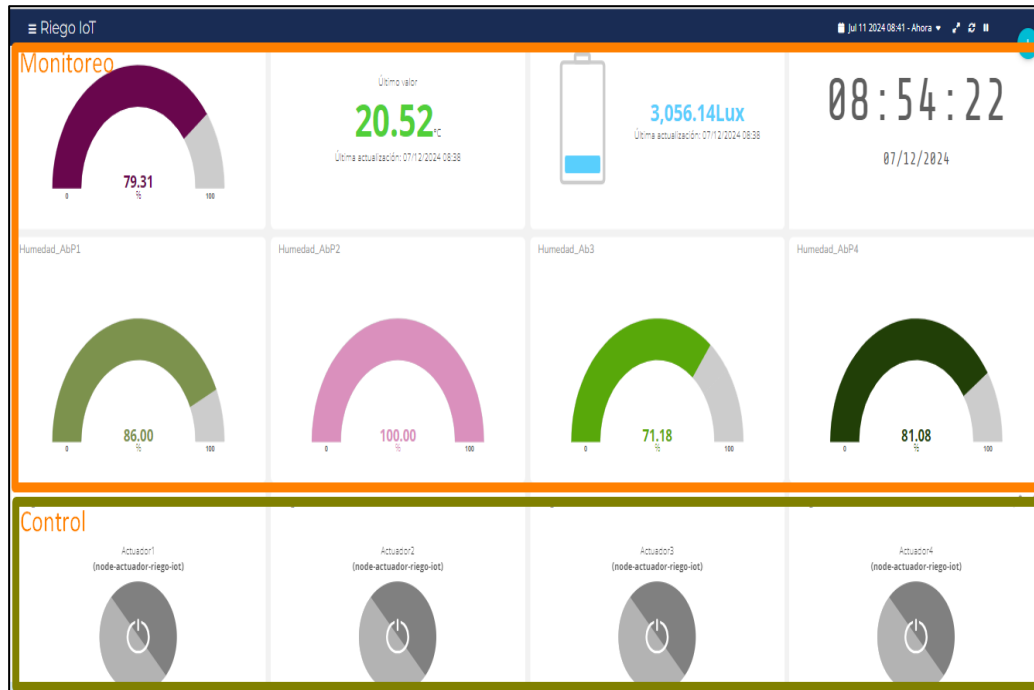 Riego IoT
Jul 11 2024 08:41 - Ahora
Monitoreo
79.31
%
0
100
Último valor
20.52°C
Última actualización: 07/12/2024 08:38
3,056.14Lux
Última actualización: 07/12/2024 08:38
08:54:22
07/12/2024
Humedad_AbP1
86.00
%
0
100
Humedad_AbP2
100.00
%
0
100
Humedad_Ab3
71.18
%
0
100
Humedad_AbP4
81.08
%
0
100
Control
Actuador1
(node-actuador-riego-iot)
Actuador2
(node-actuador-riego-iot)
Actuador3
(node-actuador-riego-iot)
Actuador4
(node-actuador-riego-iot)